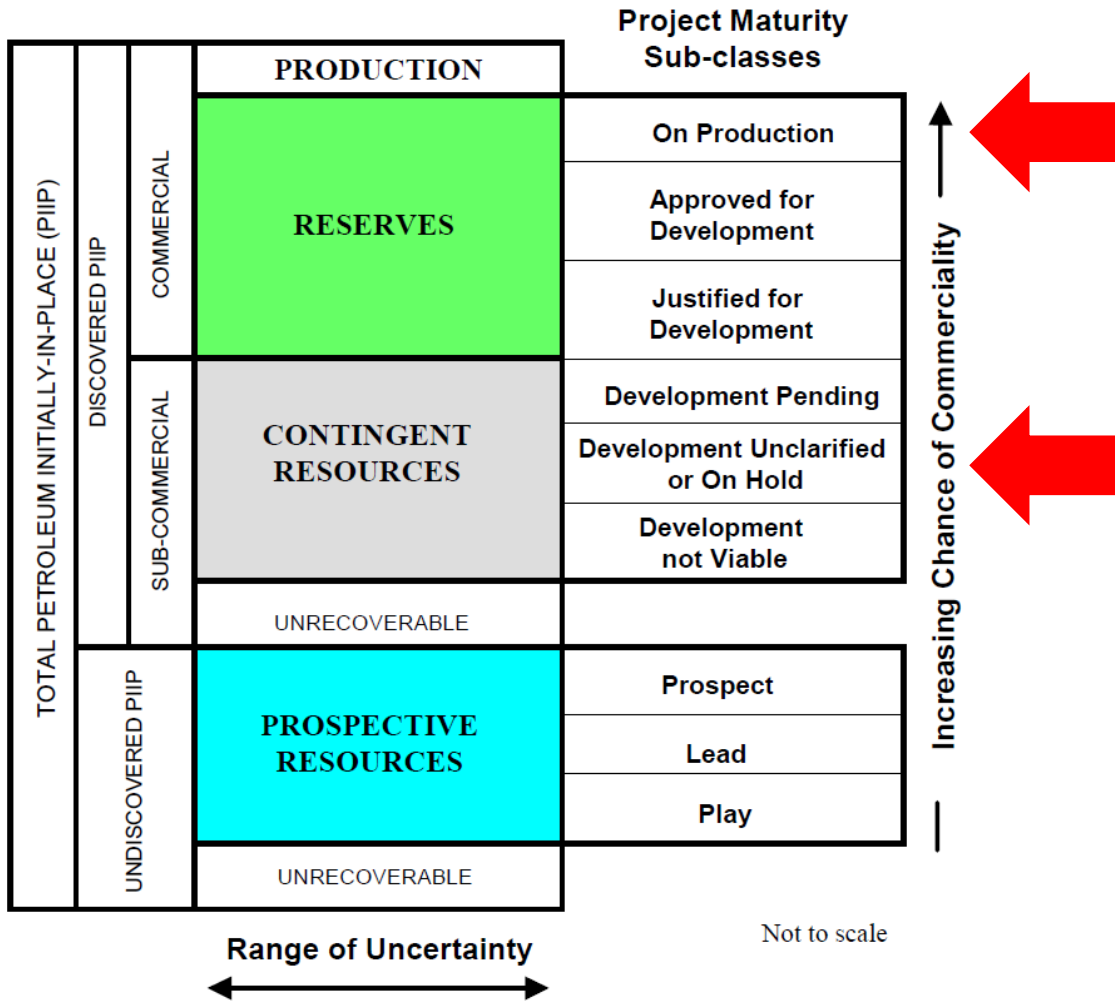 Project Maturity
Sub-classes
TOTAL PETROLEUM INITIALLY-IN-PLACE (PIIP)
DISCOVERED PIIP
COMMERCIAL
PRODUCTION
RESERVES
On Production
Approved for
Development
Justified for
Development
SUB-COMMERCIAL
CONTINGENT
RESOURCES
Development Pending
Development Unclarified
or On Hold
Development
not Viable
UNRECOVERABLE
UNDISCOVERED PIIP
PROSPECTIVE
RESOURCES
Prospect
Lead
Play
UNRECOVERABLE
Increasing Chance of Commerciality
Range of Uncertainty
Not to scale